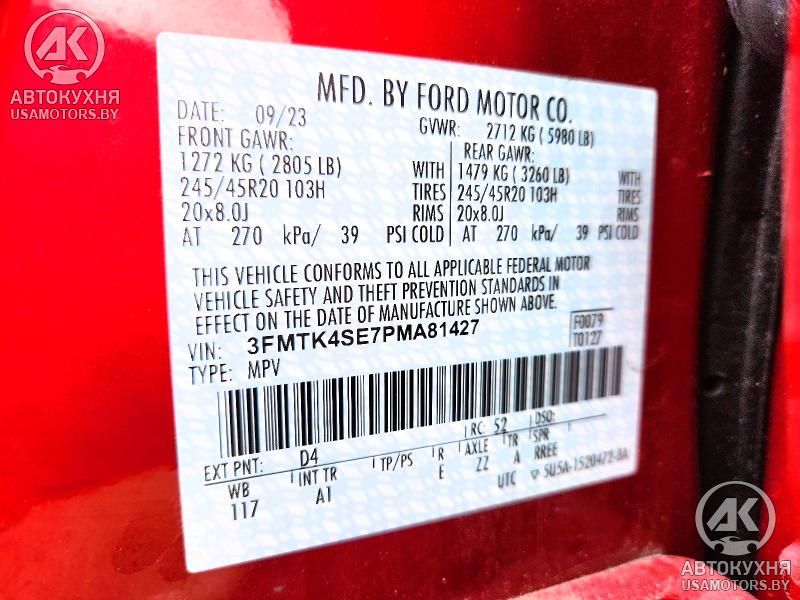 АК
АВТОКУХНЯ
USAMOTORS.BY
MFD. BY FORD MOTOR CO.
DATE: 09/23 GVWR: 2712 KG ( 5980 LB)
FRONT GAWR: REAR GAWR:
1272 KG ( 2805 LB) WITH 1479 KG ( 3260 LB) WITH
245/45R20 103H TIRES 245/45R20 103H TIRES
20x8.0J RIMS 20x8.0J RIMS
AT 270 kPa/ 39 PSI COLD AT 270 kPa/ 39 PSI COLD
THIS VEHICLE CONFORMS TO ALL APPLICABLE FEDERAL MOTOR
VEHICLE SAFETY AND THEFT PREVENTION STANDARDS IN
EFFECT ON THE DATE OF MANUFACTURE SHOWN ABOVE.
VIN: 3FMTK4SE7PMA81427 F0079
TYPE: MPV T0127
EXT PNT: D4 RC: 52 DSO:
WB INT TR TP/PS R AXLE TR SPR
117 A1 E ZZ A RREE
UTC ▽ 5U5A-1520472-BA
АК
АВТОКУХНЯ
USAMOTORS.BY